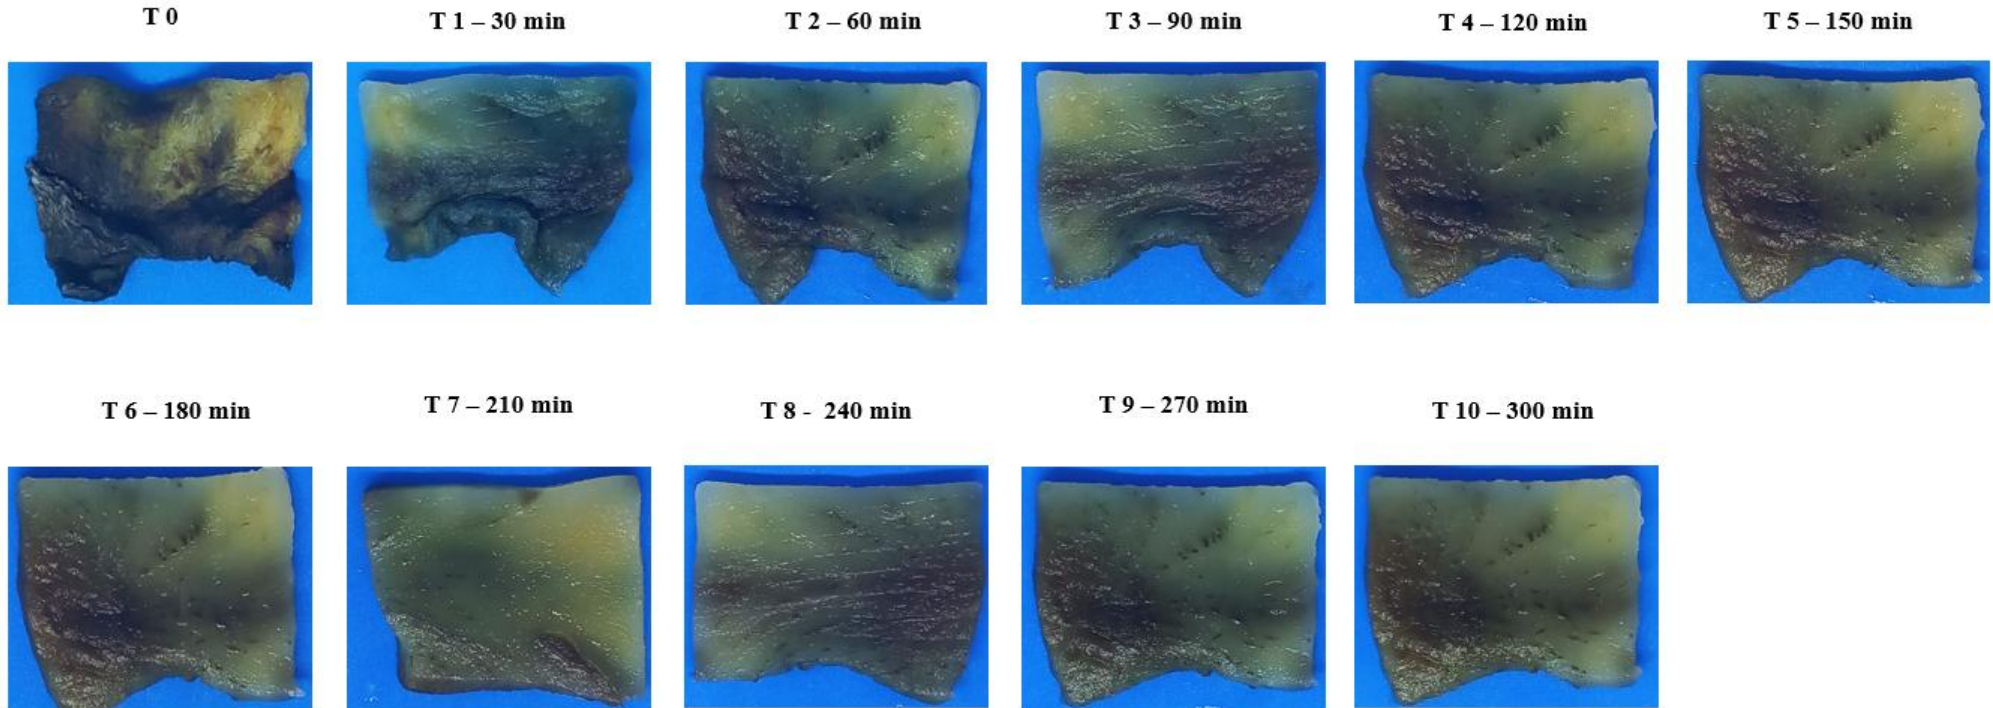 T 0
T 1 – 30 min
T 2 – 60 min
T 3 – 90 min
T 4 – 120 min
T 5 – 150 min
T 6 – 180 min
T 7 – 210 min
T 8 -  240 min
T 9 – 270 min
T 10 – 300 min